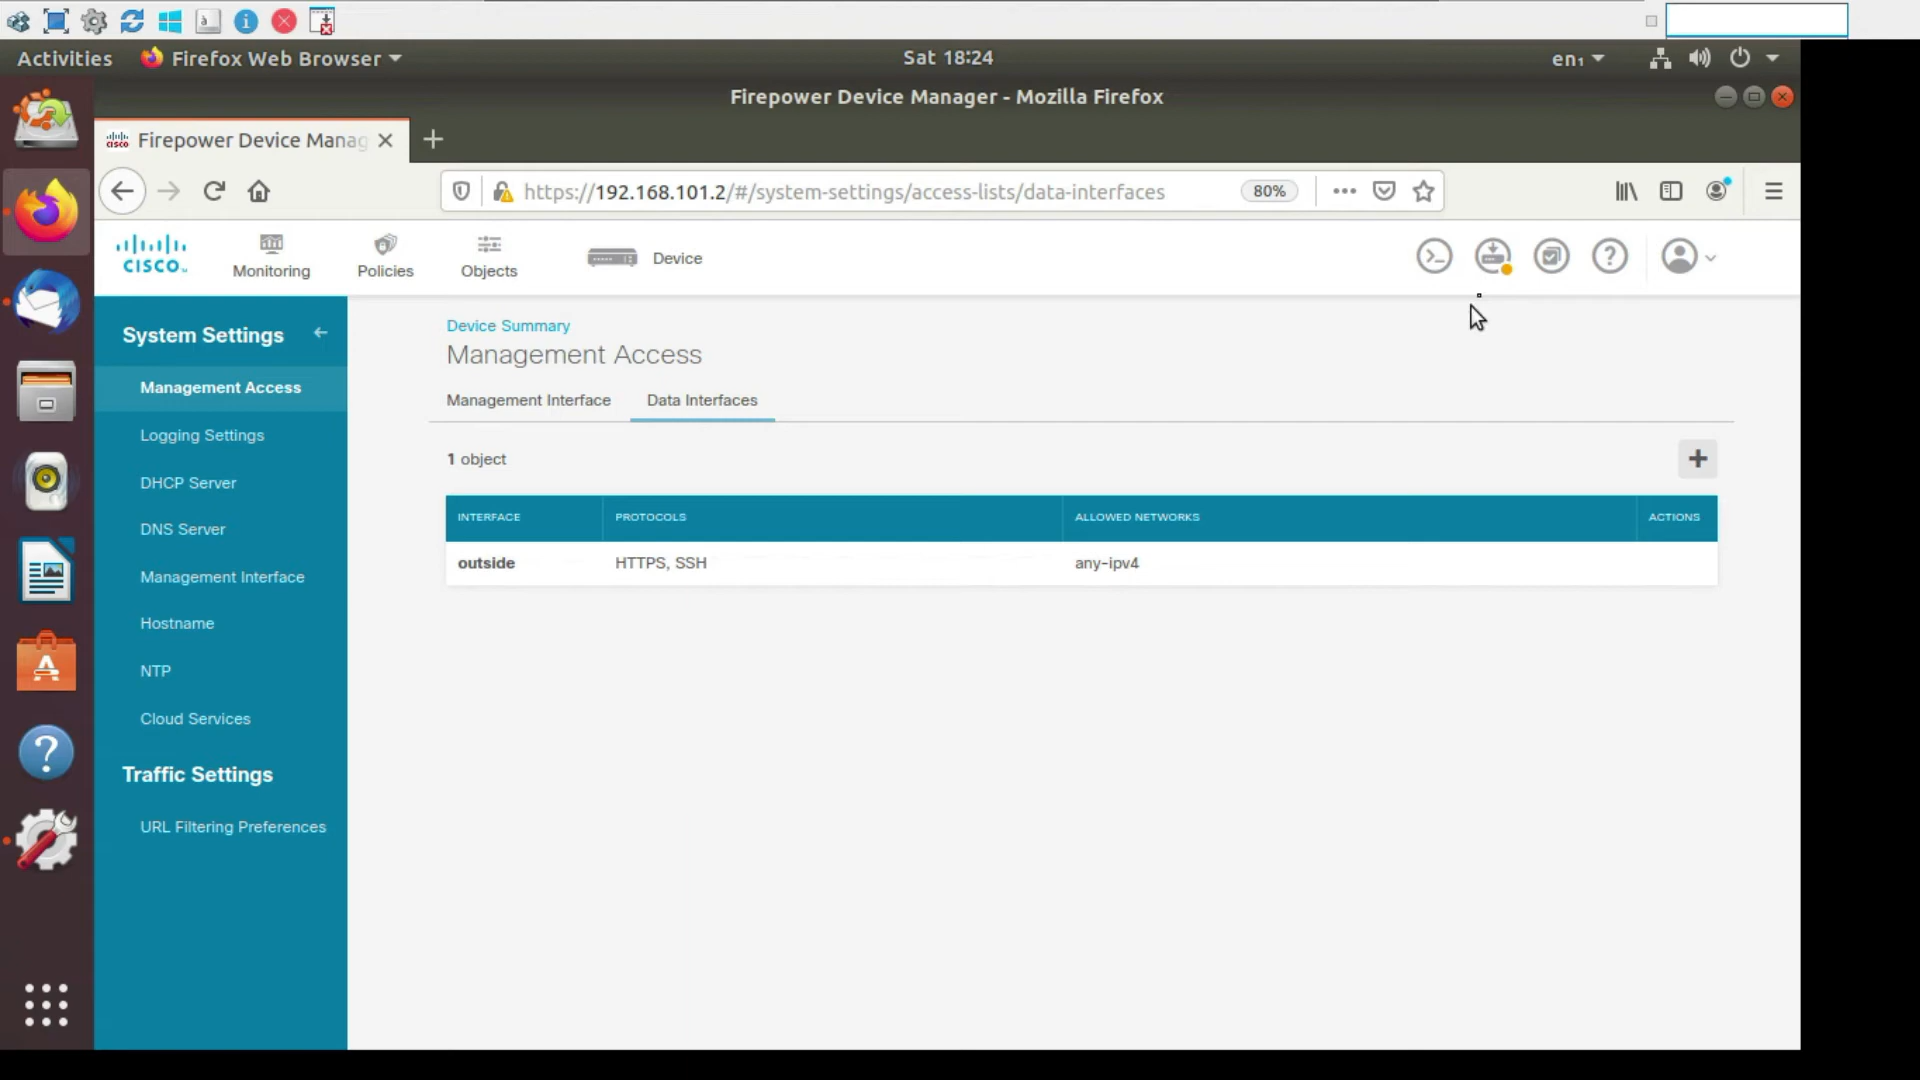 Activities
Firefox Web Browser
Sat 18:24
en₁
Firepower Device Manager - Mozilla Firefox
Firepower Device Manag
https://192.168.101.2/#/system-settings/access-lists/data-interfaces
80%
CISCO
Monitoring
Policies
Objects
Device
System Settings
Management Access
Logging Settings
DHCP Server
DNS Server
Management Interface
Hostname
NTP
Cloud Services
Traffic Settings
URL Filtering Preferences
Device Summary
Management Access
Management Interface
Data Interfaces
1 object
INTERFACE PROTOCOLS ALLOWED NETWORKS ACTIONS
outside HTTPS, SSH any-ipv4